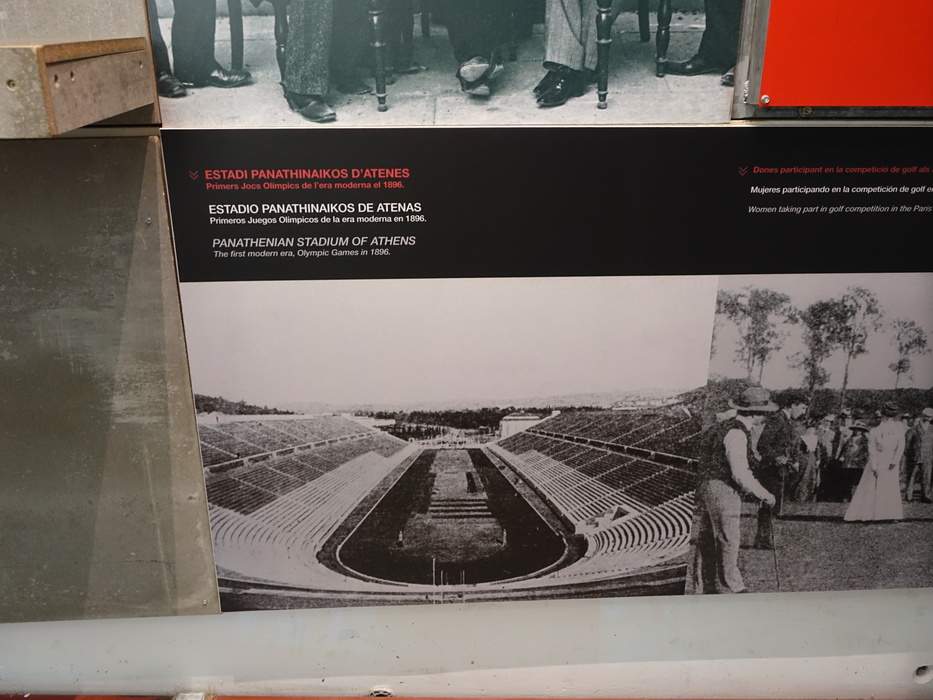 ESTADI PANATHINAIKOS D'ATENES
Primers Jocs Olímpics de l'era moderna el 1896.
ESTADIO PANATHINAIKOS DE ATENAS
Primeros Juegos Olímpicos de la era moderna en 1896.
PANATHENIAN STADIUM OF ATHENS
The first modern era, Olympic Games in 1896.
Dones participant en la competició de golf als
Mujeres participando en la competición de golf
Women taking part in golf competition in the Paris